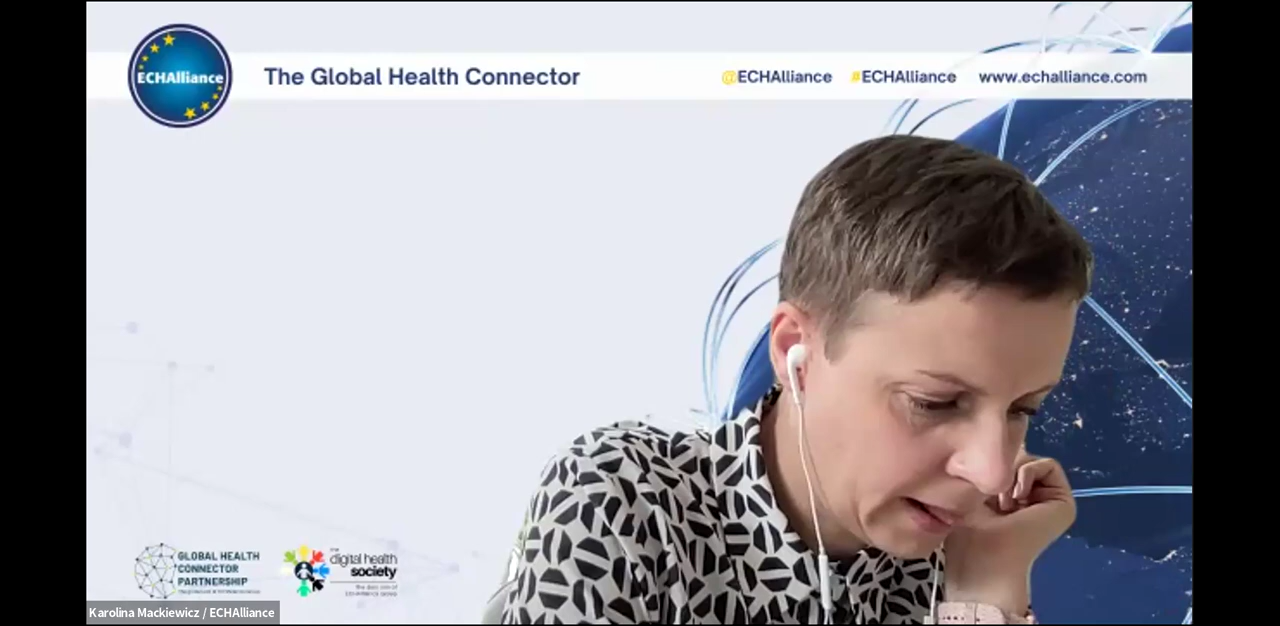 ECHAlliance
The Global Health Connector
@ECHAlliance #ECHAlliance www.echalliance.com
GLOBAL HEALTH
CONNECTOR
PARTNERSHIP
the
digital health
society
Karolina Mackiewicz / ECHAlliance